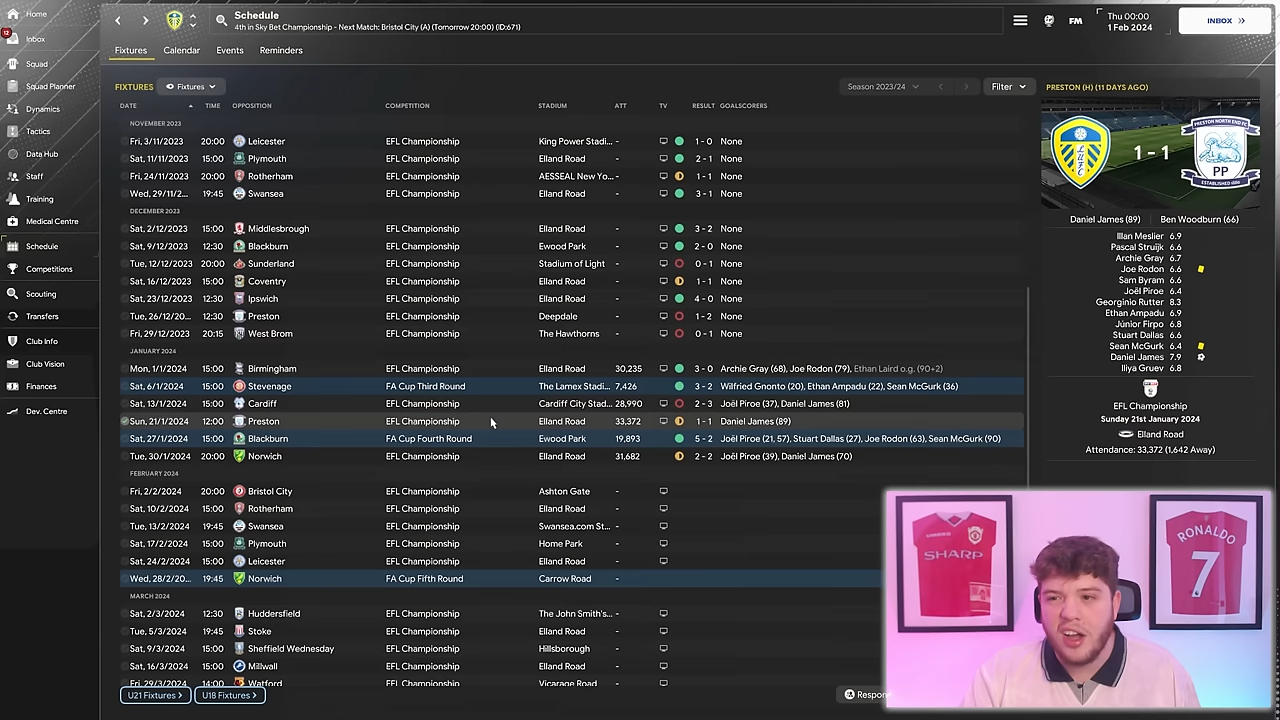 Home
12
Inbox
Squad
Squad Planner
Dynamics
Tactics
Data Hub
Staff
Training
Medical Centre
Schedule
Competitions
Scouting
Transfers
Club Info
Club Vision
Finances
Dev. Centre
Schedule
4th in Sky Bet Championship - Next Match: Bristol City (A) (Tomorrow 20:00)
FM
Thu 00:00
1 Feb 2024
INBOX
Fixtures Calendar Events Reminders
FIXTURES Fixtures Season 2023/24 Filter
DATE TIME OPPOSITION COMPETITION STADIUM ATT TV RESULT GOALSCORERS
NOVEMBER 2023
Fri, 3/11/2023 20:00 Leicester EFL Championship Power Stadi... - 1 - 0 None
Sat, 11/11/2023 15:00 Plymouth EFL Championship Elland Road - 2 - 1 None
Fri, 24/11/2023 20:00 Rotherham EFL Championship AESSEAL New Yo... - 1 - 1 None
Wed, 29/11/2... 19:45 Swansea EFL Championship Elland Road - 3 - 1 None
DECEMBER 2023
Sat, 2/12/2023 15:00 Middlesbrough EFL Championship Elland Road - 3 - 2 None
Sat, 9/12/2023 12:30 Blackburn EFL Championship Ewood Park - 2 - 0 None
Tue, 12/12/2023 20:00 Sunderland EFL Championship Stadium of Light - 0 - 1 None
Sat, 16/12/2023 15:00 Coventry EFL Championship Elland Road - 1 - 1 None
Sat, 23/12/2023 12:30 Ipswich EFL Championship Elland Road - 4 - 0 None
Tue, 26/12/20... 12:30 Preston EFL Championship Deepdale - 1 - 2 None
Fri, 29/12/2023 20:15 West Brom EFL Championship The Hawthorns - 0 - 1 None
JANUARY 2024
Mon, 1/1/2024 15:00 Birmingham EFL Championship Elland Road 30,235 3 - 0 Archie Gray (68), Joe Rodon (79), Ethan Laird o.g. (90+2)
Sat, 6/1/2024 15:00 Stevenage FA Cup Third Round The Lamex Stadi... 7,426 3 - 2 Wilfried Gnonto (20), Ethan Ampadu (22), Sean McGurk (36)
Sat, 13/1/2024 15:00 Cardiff EFL Championship Cardiff City Stad... 28,990 2 - 3 Joël Piroe (37), Daniel James (81)
Sun, 21/1/2024 12:00 Preston EFL Championship Elland Road 33,372 1 - 1 Daniel James (89)
Sat, 27/1/2024 15:00 Blackburn FA Cup Fourth Round Ewood Park 19,893 5 - 2 Joël Piroe (21, 57), Stuart Dallas (27), Joe Rodon (63), Sean McGurk (90)
Tue, 30/1/2024 20:00 Norwich EFL Championship Elland Road 31,682 2 - 2 Joël Piroe (39), Daniel James (70)
FEBRUARY 2024
Fri, 2/2/2024 20:00 Bristol City EFL Championship Ashton Gate -
Sat, 10/2/2024 15:00 Rotherham EFL Championship Elland Road -
Tue, 13/2/2024 19:45 Swansea EFL Championship Swansea.com St... -
Sat, 17/2/2024 15:00 Plymouth EFL Championship Home Park -
Sat, 24/2/2024 15:00 Leicester EFL Championship Elland Road -
Wed, 28/2/20... 19:45 Norwich FA Cup Fifth Round Carrow Road -
MARCH 2024
Sat, 2/3/2024 12:30 Huddersfield EFL Championship The John Smith's... -
Tue, 5/3/2024 19:45 Stoke EFL Championship Elland Road -
Sat, 9/3/2024 15:00 Sheffield Wednesday EFL Championship Hillsborough -
Sat, 16/3/2024 15:00 Millwall EFL Championship Elland Road -
Fri, 29/3/2024 14:00 Watford EFL Championship Vicarage Road -
U21 Fixtures U18 Fixtures Respon
PRESTON (H) (11 DAYS AGO)
LUFC
1 - 1
PRESTON NORTH END FC
PP
ESTABLISHED 1880
Daniel James (89) Ben Woodburn (66)
Illan Meslier 6.9
Pascal Struijk 6.6
Archie Gray 6.7
Joe Rodon 6.6
Sam Byram 6.6
Joël Piroe 6.4
Georginio Rutter 8.3
Ethan Ampadu 6.9
Júnior Firpo 6.8
Stuart Dallas 6.6
Sean McGurk 6.4
Daniel James 7.9
Iliya Gruev 6.8
EFL Championship
Sunday 21st January 2024
Elland Road
Attendance: 33,372 (1,642 Away)
SHARP
RONALDO
7